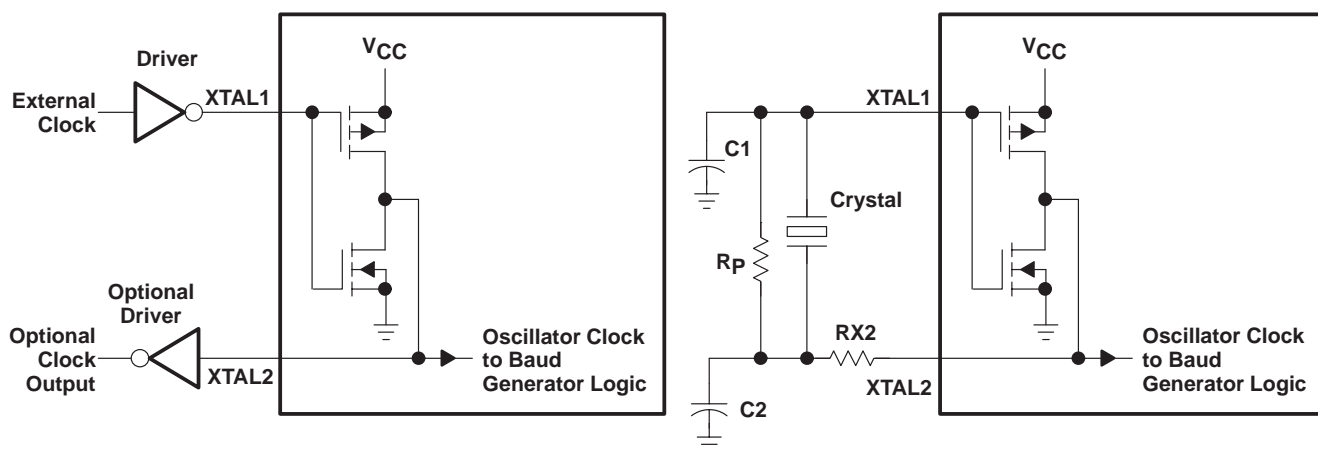 Driver
External
Clock
XTAL1
VCC
Optional
Driver
Optional
Clock
Output
XTAL2
Oscillator Clock
to Baud
Generator Logic
VCC
XTAL1
C1
Crystal
RP
RX2
XTAL2
C2
Oscillator Clock
to Baud
Generator Logic